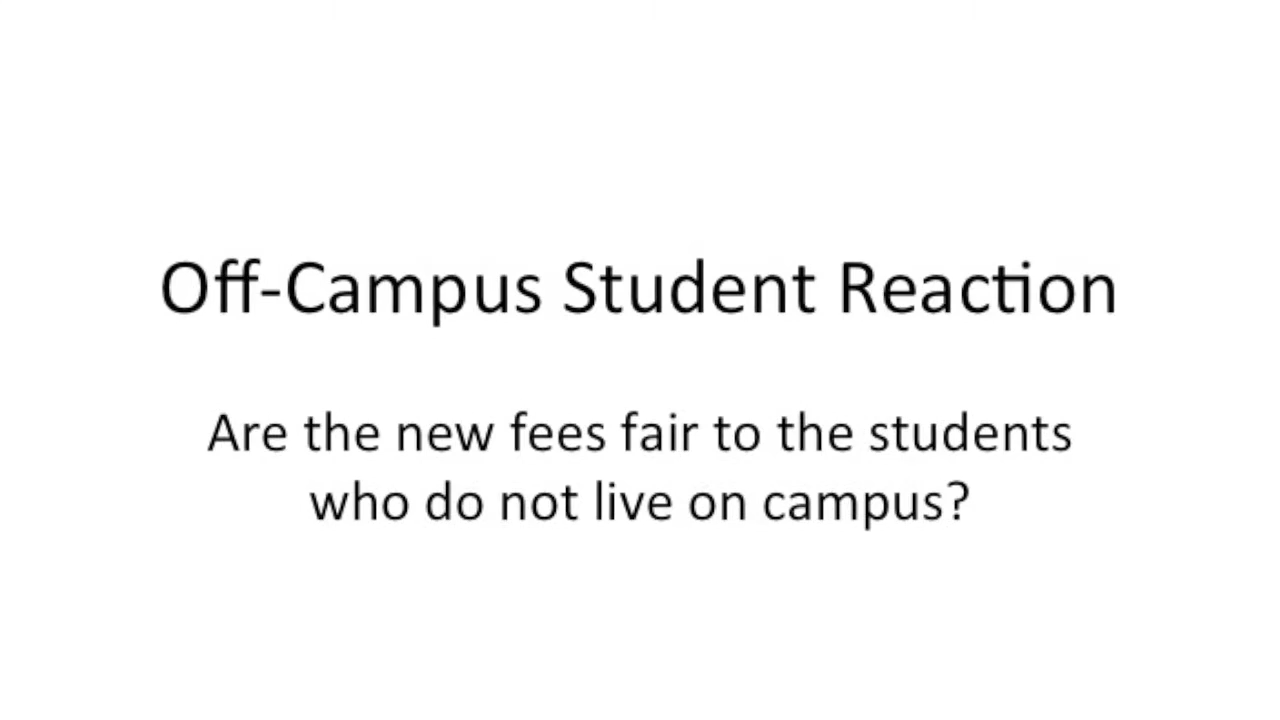 Off-Campus Student Reaction
Are the new fees fair to the students
who do not live on campus?